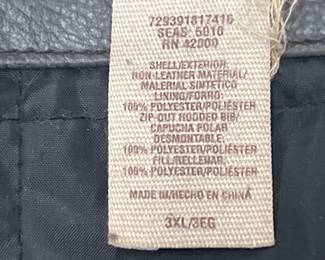 729391817416
SEAS: 5010
RN 42000
SHELL/EXTERIOR:
NON-LEATHER MATERIAL/
MALERIAL SINTETICO
LINING/FORRO:
100% POLYESTER/POLIÉSTER
ZIP-OUT HOODED BIB/
CAPUCHA POLAR
DESMONTABLE:
100% POLYESTER/POLIÉSTER
FILL/RELLENAR:
100% POLYESTER/POLIÉSTER
MADE IN/HECHO EN CHINA
3XL/3EG